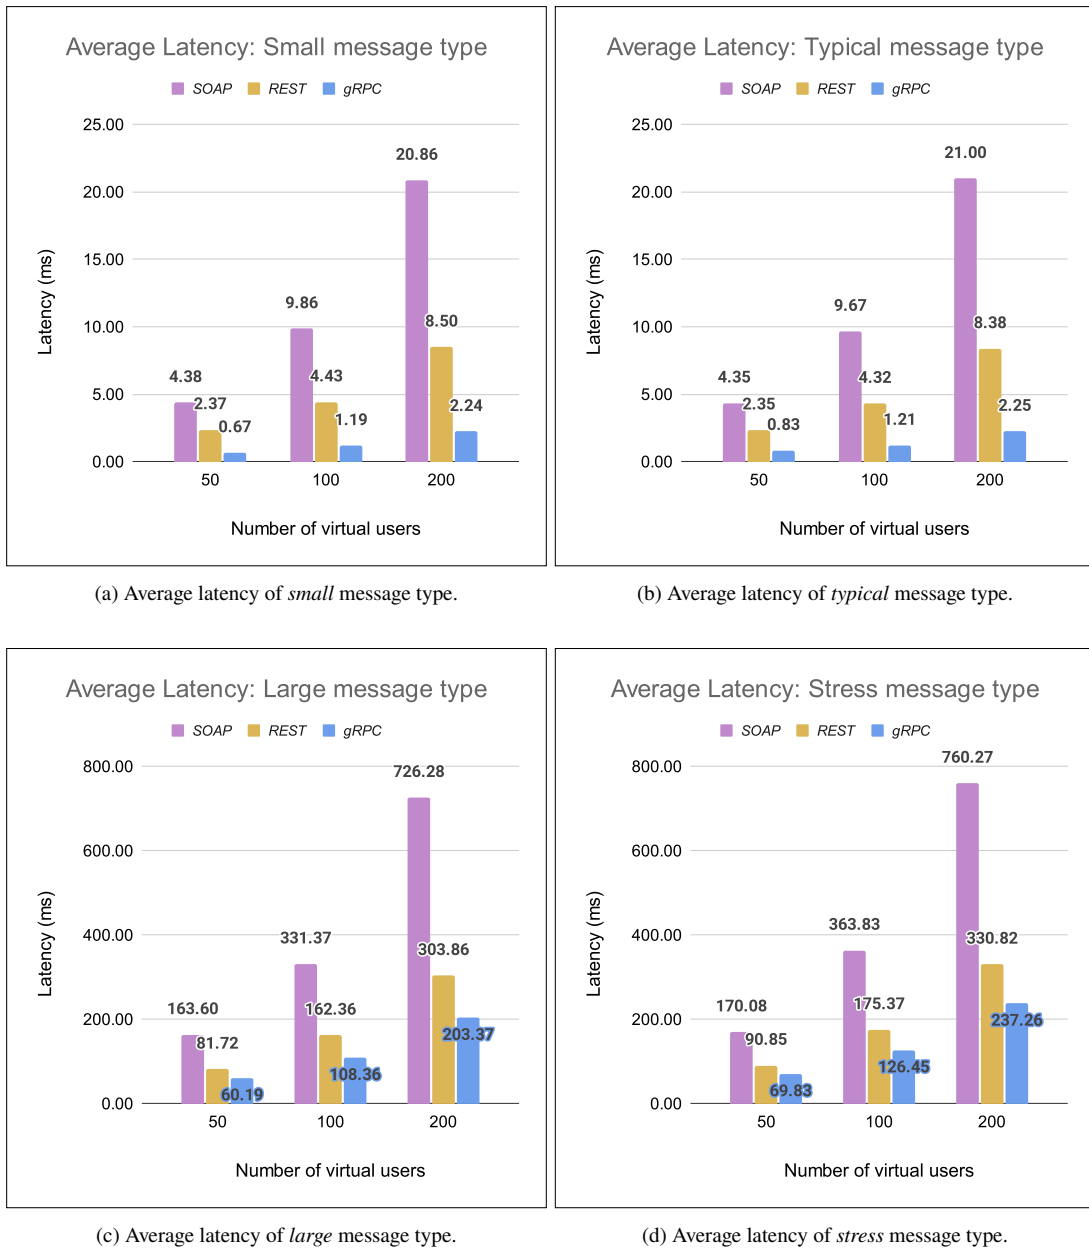 Average Latency: Small message type
SOAP REST gRPC
25.00
20.00
15.00
10.00
5.00
0.00
Latency (ms)
4.38
2.37
0.67
9.86
4.43
1.19
20.86
8.50
2.24
50 100 200
Number of virtual users
(a) Average latency of small message type.
Average Latency: Typical message type
SOAP REST gRPC
25.00
20.00
15.00
10.00
5.00
0.00
Latency (ms)
4.35
2.35
0.83
9.67
4.32
1.21
21.00
8.38
2.25
50 100 200
Number of virtual users
(b) Average latency of typical message type.
Average Latency: Large message type
SOAP REST gRPC
800.00
600.00
400.00
200.00
0.00
Latency (ms)
163.60
81.72
60.19
331.37
162.36
108.36
726.28
303.86
203.37
50 100 200
Number of virtual users
(c) Average latency of large message type.
Average Latency: Stress message type
SOAP REST gRPC
800.00
600.00
400.00
200.00
0.00
Latency (ms)
170.08
90.85
69.83
363.83
175.37
126.45
760.27
330.82
237.26
50 100 200
Number of virtual users
(d) Average latency of stress message type.